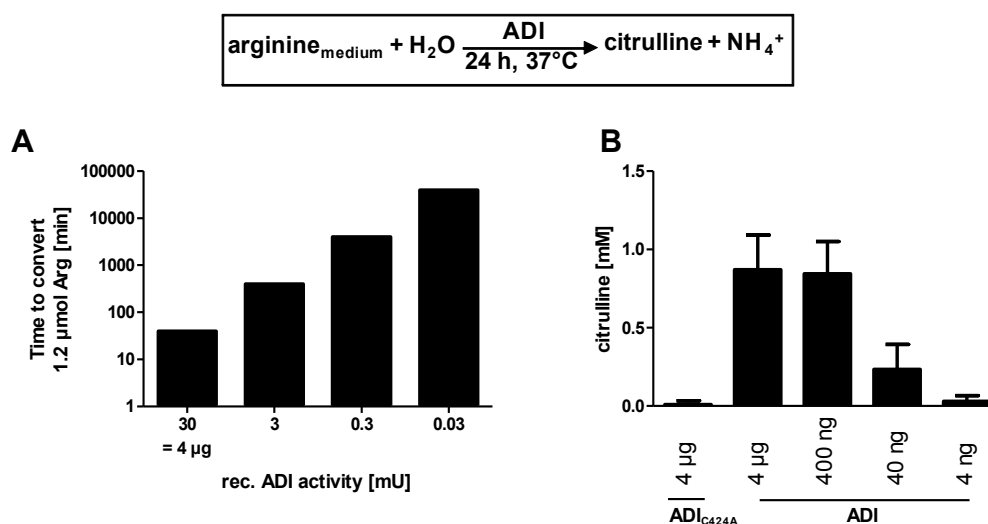 arginine_medium + H₂O ADI citrulline + NH₄⁺
24 h, 37°C
A
Time to convert
1.2 µmol Arg [min]
100000
10000
1000
100
10
1
30 3 0.3 0.03
= 4 µg
rec. ADI activity [mU]
B
citrulline [mM]
1.5
1.0
0.5
0.0
4 µg 4 µg 400 ng 40 ng 4 ng
ADI_C424A ADI